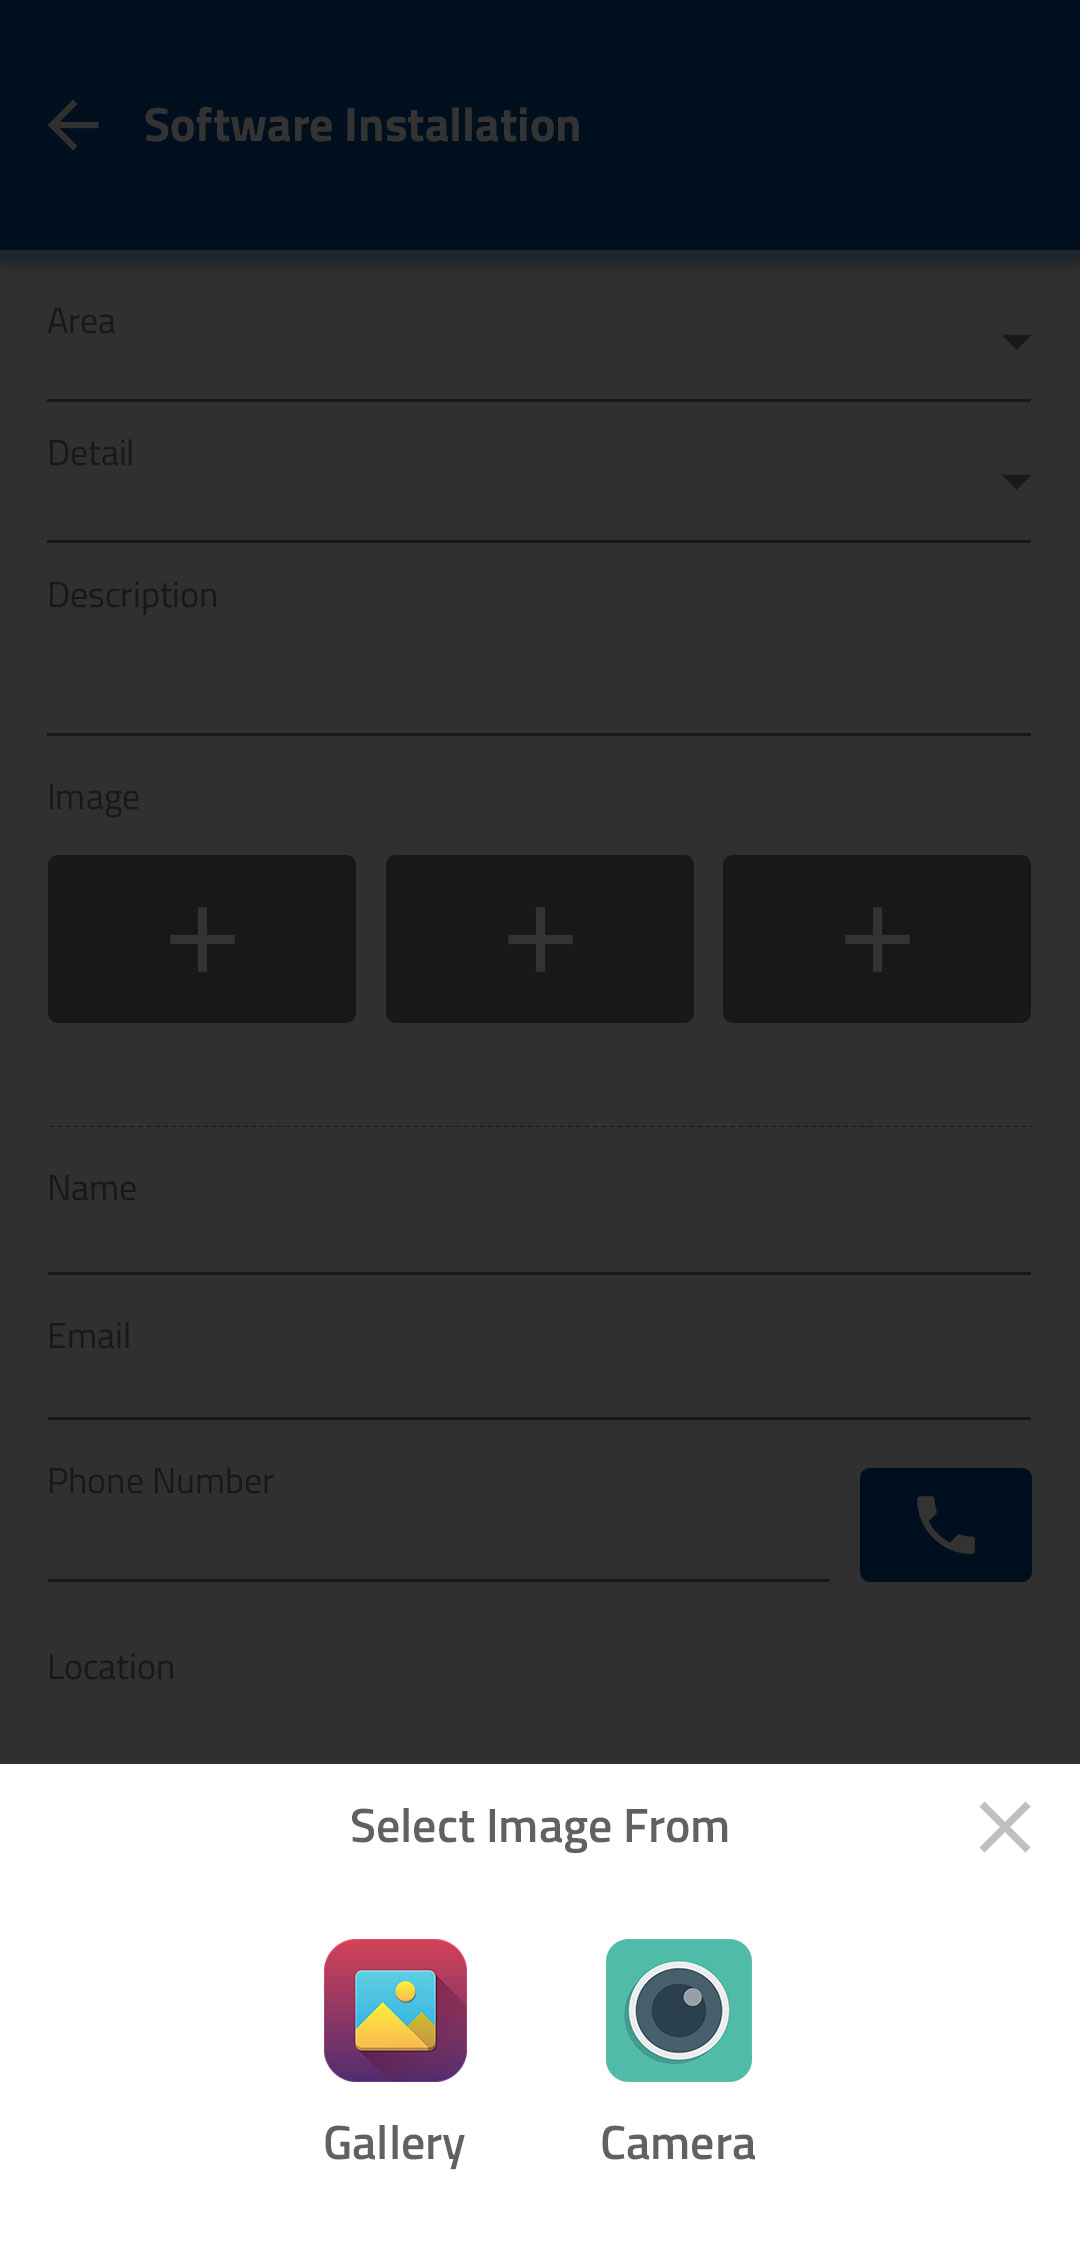 Software Installation
Area
Detail
Description
Image
Name
Email
Phone Number
Location
Select Image From
Gallery
Camera